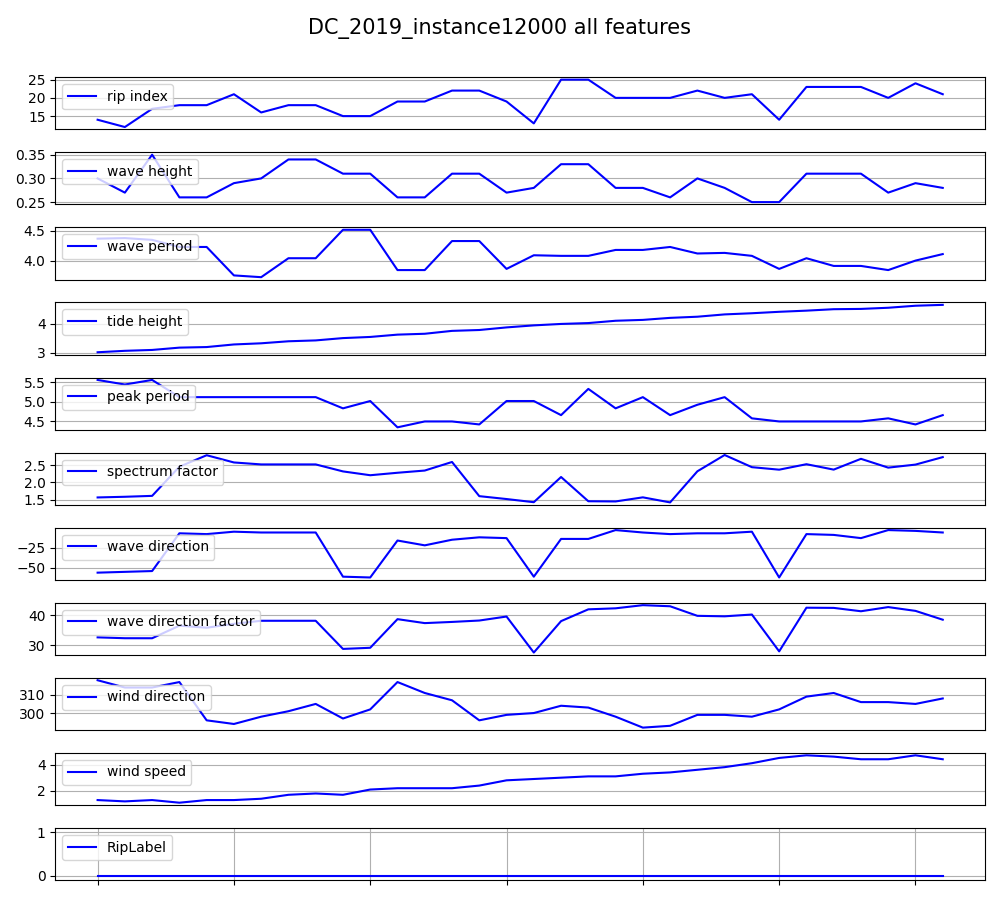 DC_2019_instance12000 all features
25
20
15
rip index
0.35
0.30
0.25
wave height
4.5
4.0
wave period
4
3
tide height
5.5
5.0
4.5
peak period
2.5
2.0
1.5
spectrum factor
−25
−50
wave direction
40
30
wave direction factor
310
300
wind direction
4
2
wind speed
1
0
RipLabel